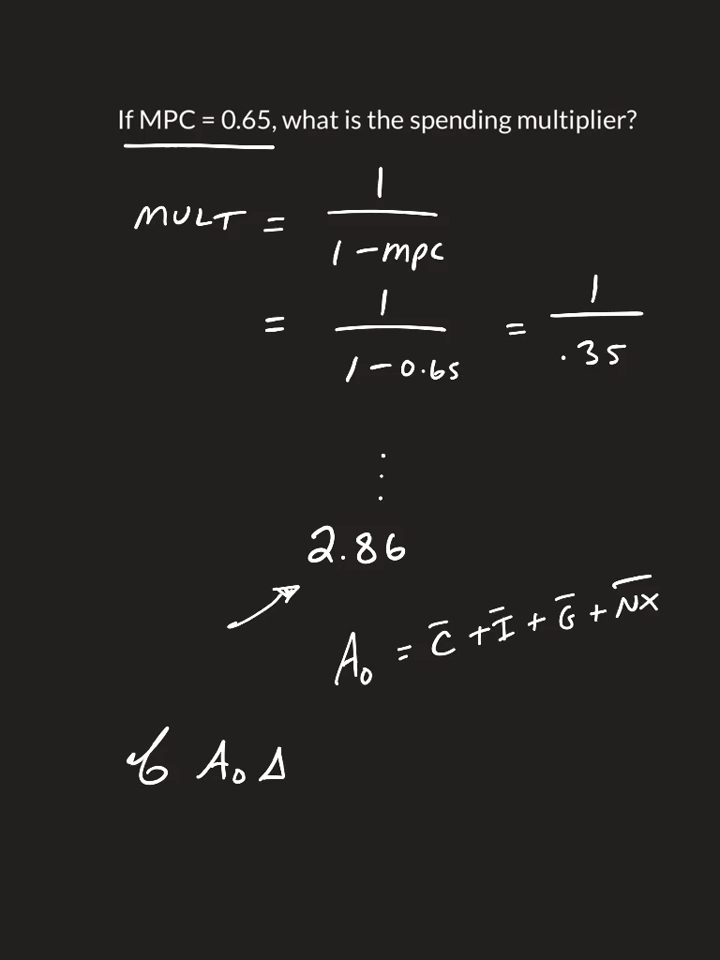 If MPC = 0.65, what is the spending multiplier?
MULT = 1 / 1 - mpc
= 1 / 1 - 0.65 = 1 / .35
⋮
2.86
A₀ = C̅ + I̅ + G̅ + N̅X̅
A₀ Δ